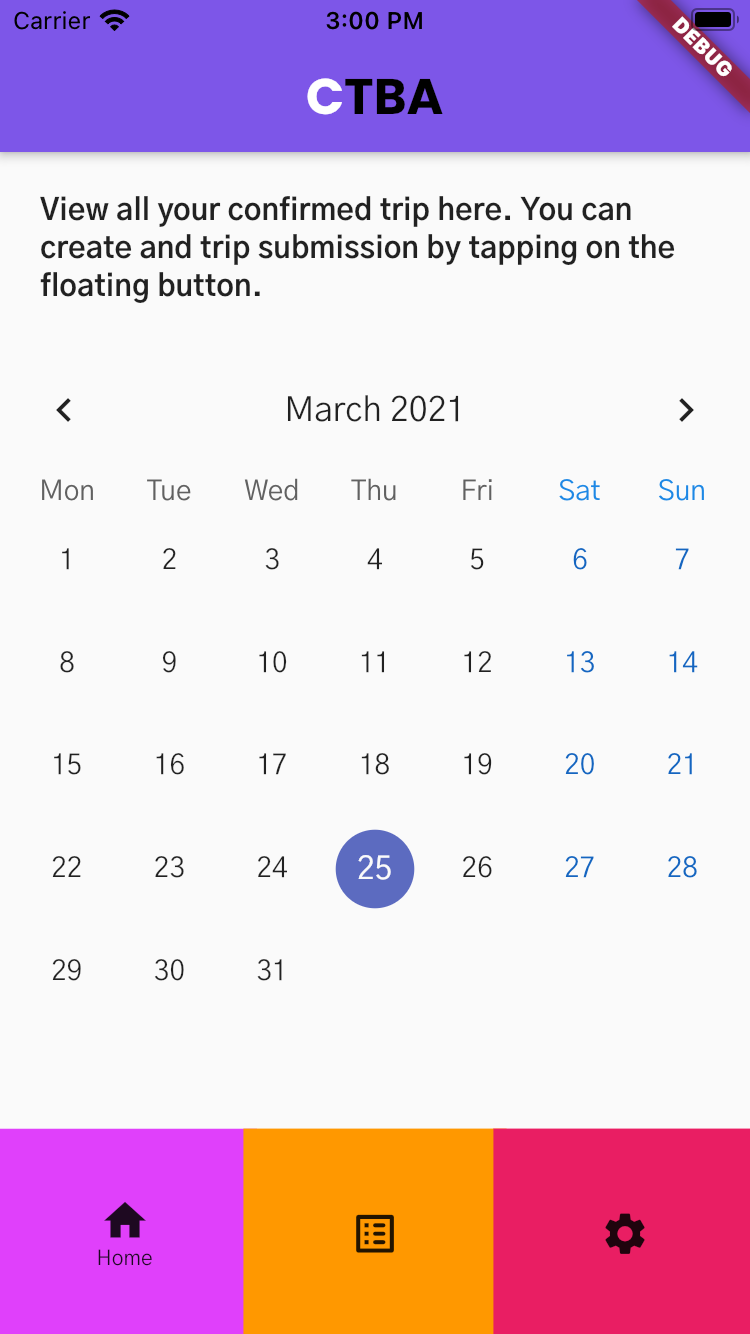 Carrier 3:00 PM
DEBUG
CTBA
View all your confirmed trip here. You can
create and trip submission by tapping on the
floating button.
March 2021
Mon Tue Wed Thu Fri Sat Sun
1 2 3 4 5 6 7
8 9 10 11 12 13 14
15 16 17 18 19 20 21
22 23 24 25 26 27 28
29 30 31
Home